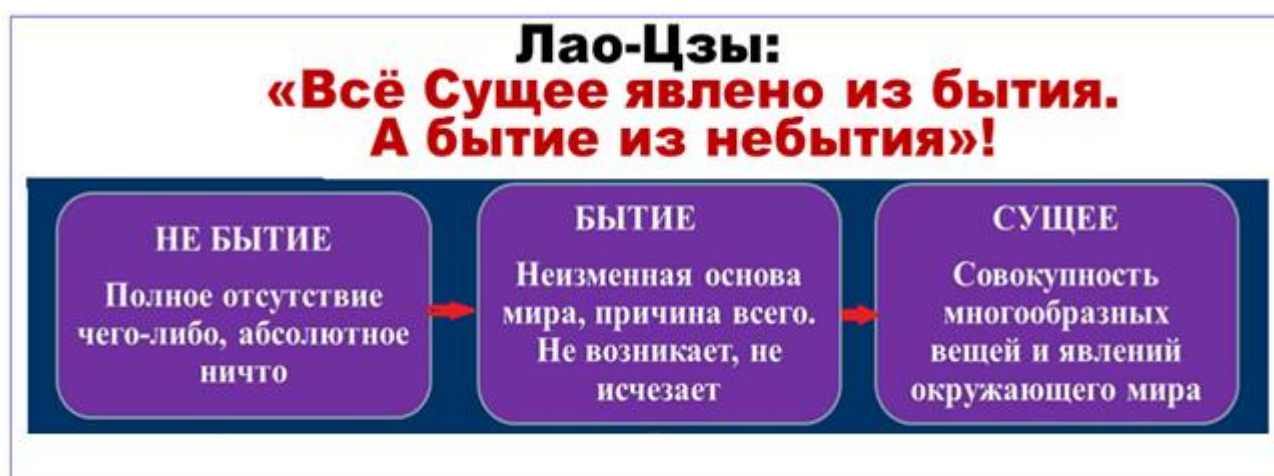 Лао-Цзы:
«Всё Сущее явлено из бытия.
А бытие из небытия»!
НЕ БЫТИЕ
Полное отсутствие
чего-либо, абсолютное
ничто
БЫТИЕ
Неизменная основа
мира, причина всего.
Не возникает, не
исчезает
СУЩЕЕ
Совокупность
многообразных
вещей и явлений
окружающего мира